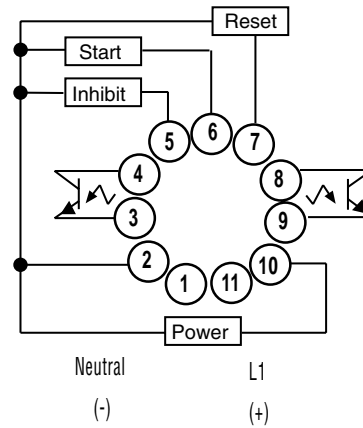 Reset
Start
Inhibit
5 6 7
4 8
3 9
2 1 11 10
Power
Neutral L1
(-) (+)